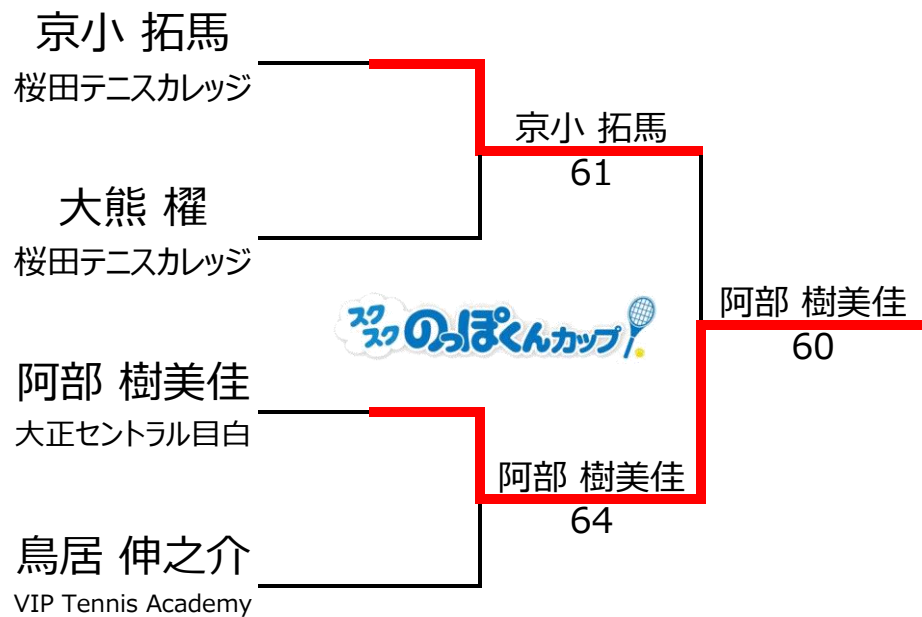 京小 拓馬
桜田テニスカレッジ
京小 拓馬
61
大熊 櫂
桜田テニスカレッジ
スク
スク のっぽくんカップ
阿部 樹美佳
60
阿部 樹美佳
大正セントラル目白
阿部 樹美佳
64
鳥居 伸之介
VIP Tennis Academy